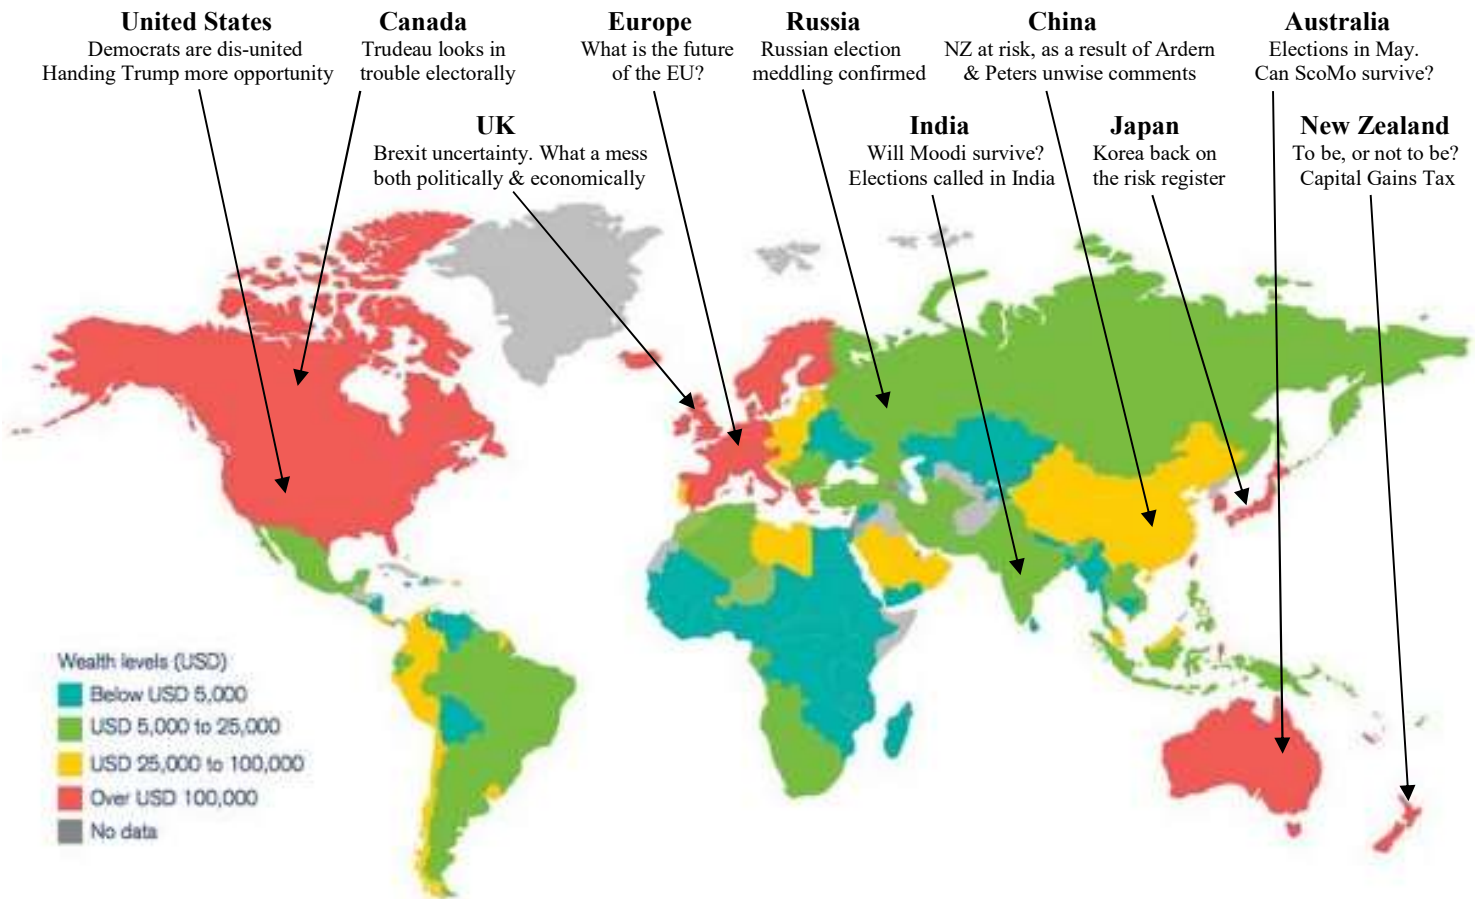 United States
Democrats are dis-united
Handing Trump more opportunity
Canada
Trudeau looks in
trouble electorally
Europe
What is the future
of the EU?
Russia
Russian election
meddling confirmed
China
NZ at risk, as a result of Ardern
& Peters unwise comments
Australia
Elections in May.
Can ScoMo survive?
UK
Brexit uncertainty. What a mess
both politically & economically
India
Will Moodi survive?
Elections called in India
Japan
Korea back on
the risk register
New Zealand
To be, or not to be?
Capital Gains Tax
Wealth levels (USD)
Below USD 5,000
USD 5,000 to 25,000
USD 25,000 to 100,000
Over USD 100,000
No data